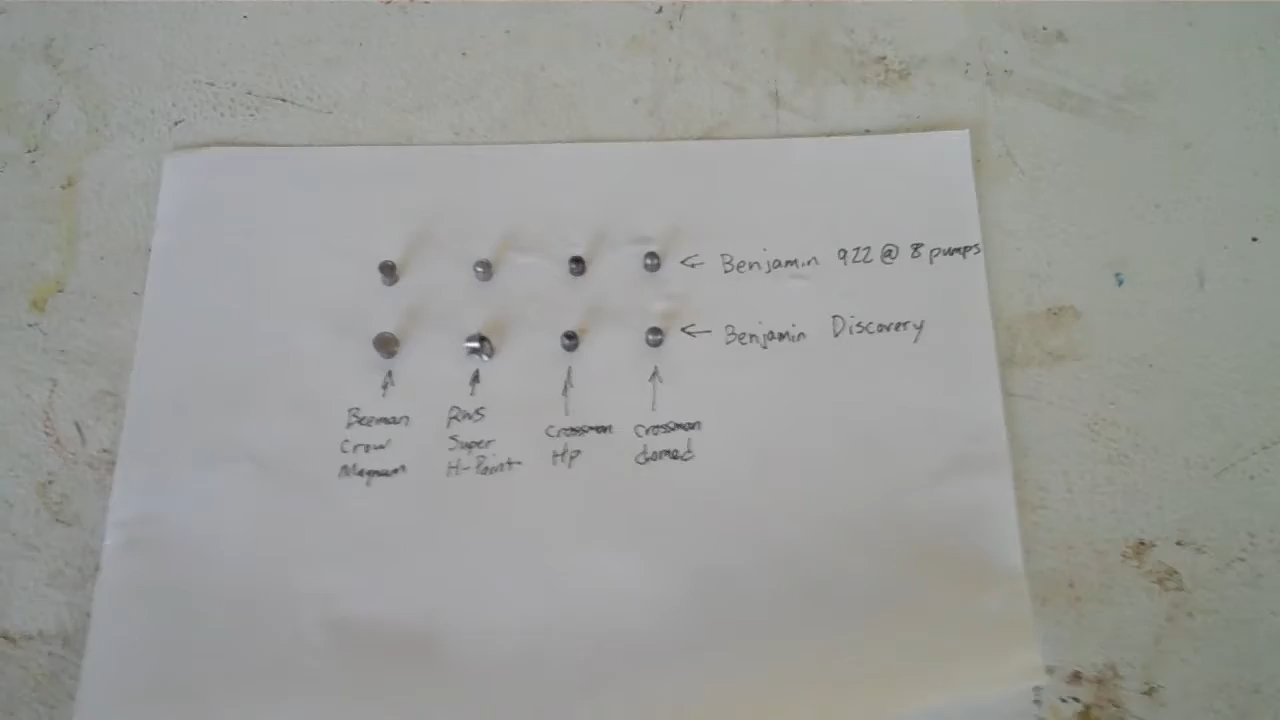 ← Benjamin 922 @ 8 pumps
← Benjamin Discovery
Beeman
Crow
Magnum
RWS
Super
H-Point
Crossman
Hp
Crossman
domed